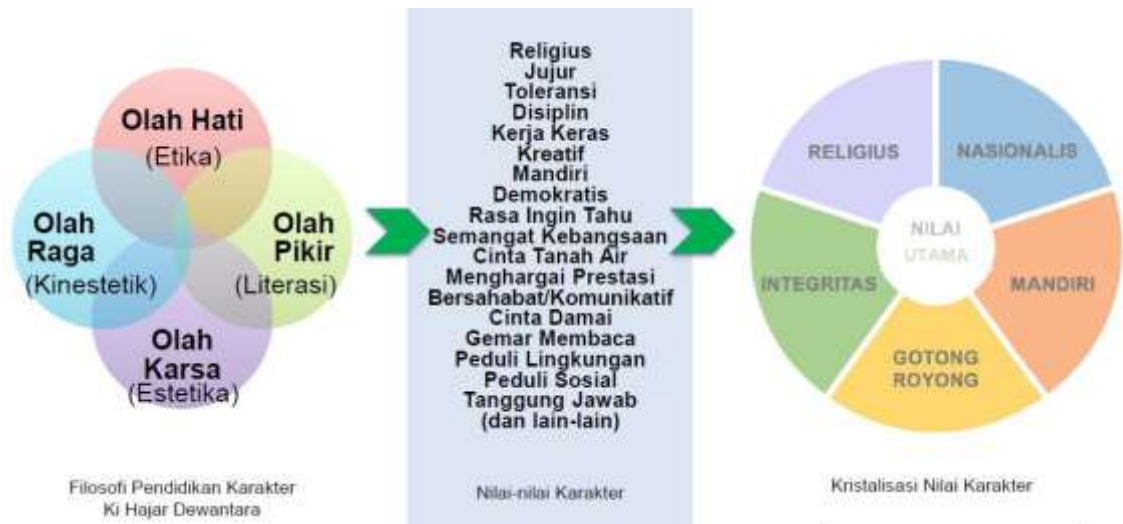 Olah Hati
(Etika)
Olah
Raga
(Kinestetik)
Olah
Pikir
(Literasi)
Olah
Karsa
(Estetika)
Filosofi Pendidikan Karakter
Ki Hajar Dewantara
Religius
Jujur
Toleransi
Disiplin
Kerja Keras
Kreatif
Mandiri
Demokratis
Rasa Ingin Tahu
Semangat Kebangsaan
Cinta Tanah Air
Menghargai Prestasi
Bersahabat/Komunikatif
Cinta Damai
Gemar Membaca
Peduli Lingkungan
Peduli Sosial
Tanggung Jawab
(dan lain-lain)
Nilai-nilai Karakter
RELIGIUS
NASIONALIS
NILAI
UTAMA
INTEGRITAS
MANDIRI
GOTONG
ROYONG
Kristalisasi Nilai Karakter